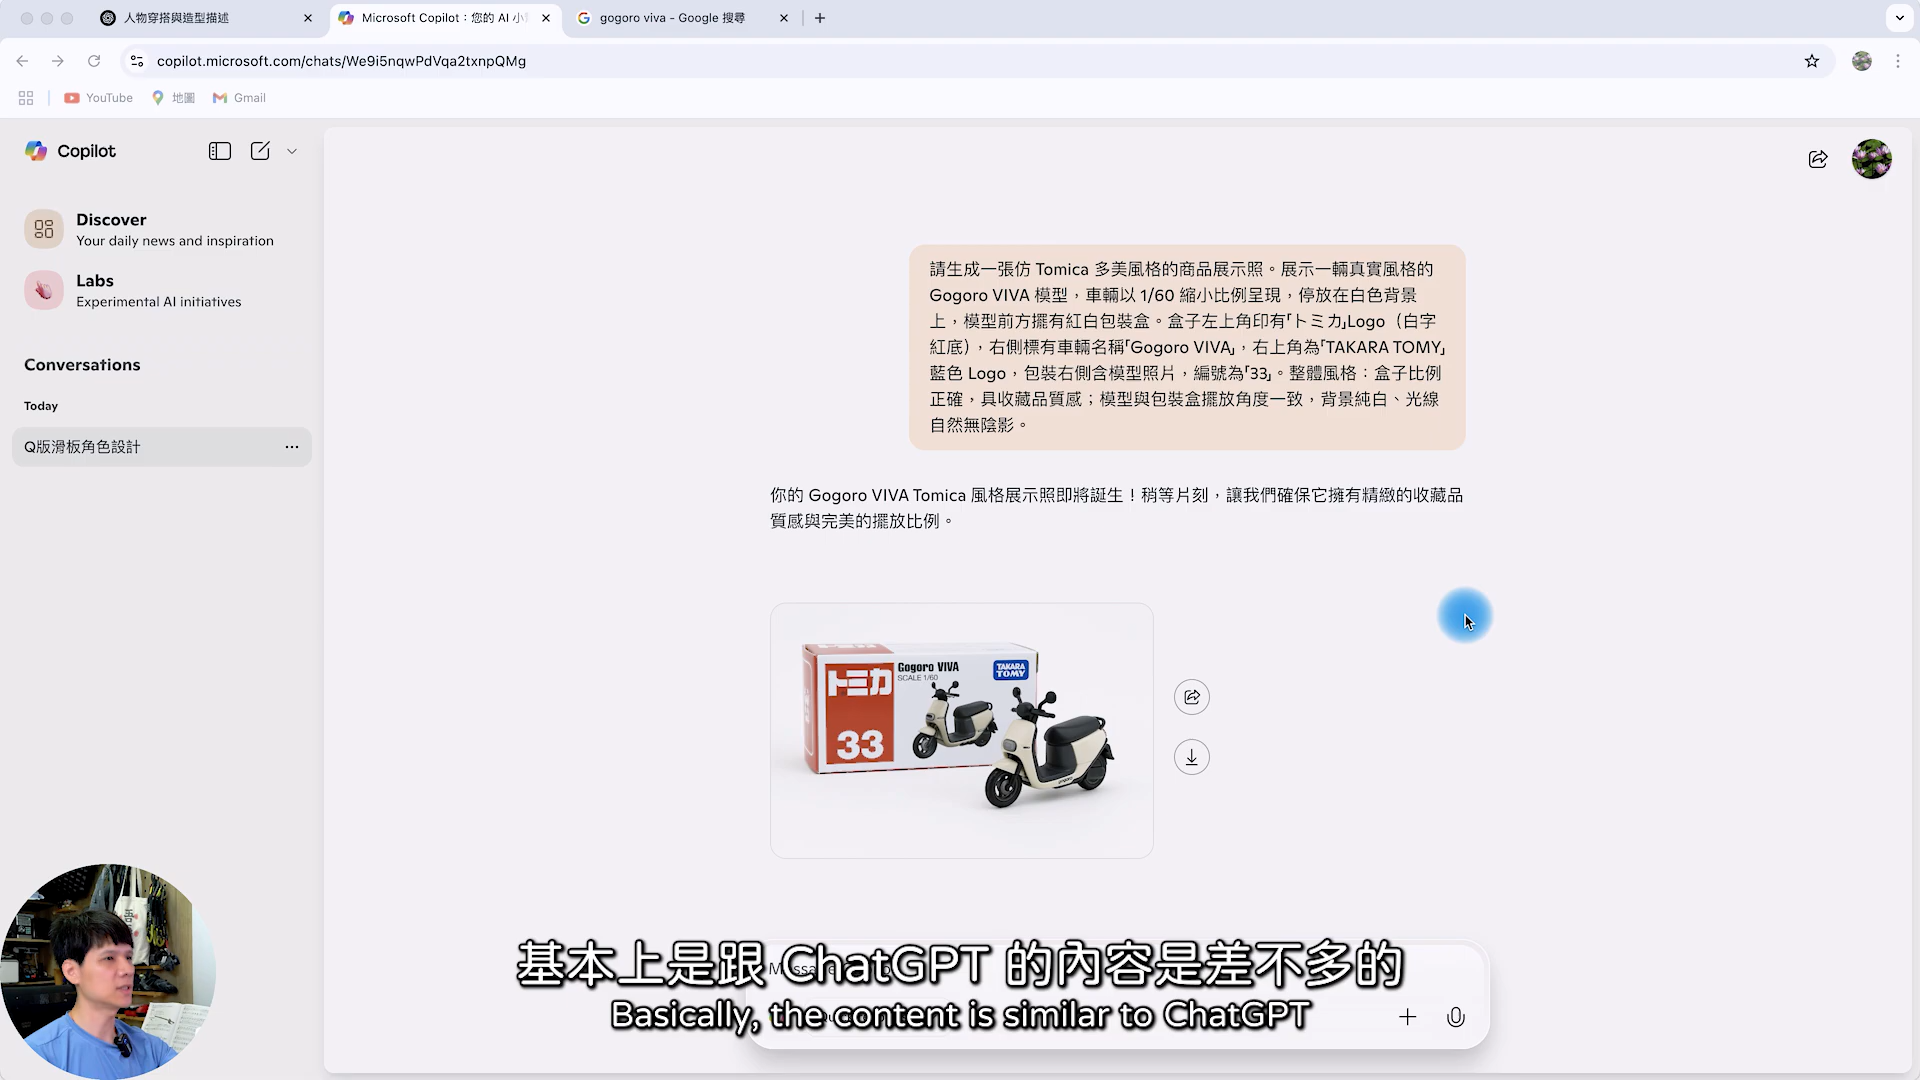 人物穿搭與造型描述
Microsoft Copilot：您的 AI 小
gogoro viva - Google 搜尋
copilot.microsoft.com/chats/We9i5nqwPdVqa2txnpQMg
YouTube
地圖
Gmail
Copilot
Discover
Your daily news and inspiration
Labs
Experimental AI initiatives
Conversations
Today
Q版滑板角色設計
請生成一張仿 Tomica 多美風格的商品展示照。展示一輛真實風格的
Gogoro VIVA 模型，車輛以 1/60 縮小比例呈現，停放在白色背景
上，模型前方擺有紅白包裝盒。盒子左上角印有「トミカ」Logo（白字
紅底），右側標有車輛名稱「Gogoro VIVA」，右上角為「TAKARA TOMY」
藍色 Logo，包裝右側含模型照片，編號為「33」。整體風格：盒子比例
正確，具收藏品質感；模型與包裝盒擺放角度一致，背景純白、光線
自然無陰影。
你的 Gogoro VIVA Tomica 風格展示照即將誕生！稍等片刻，讓我們確保它擁有精緻的收藏品
質感與完美的擺放比例。
トミカ
33
Gogoro VIVA
SCALE 1/60
TAKARA
TOMY
基本上是跟 ChatGPT 的內容是差不多的
Basically, the content is similar to ChatGPT